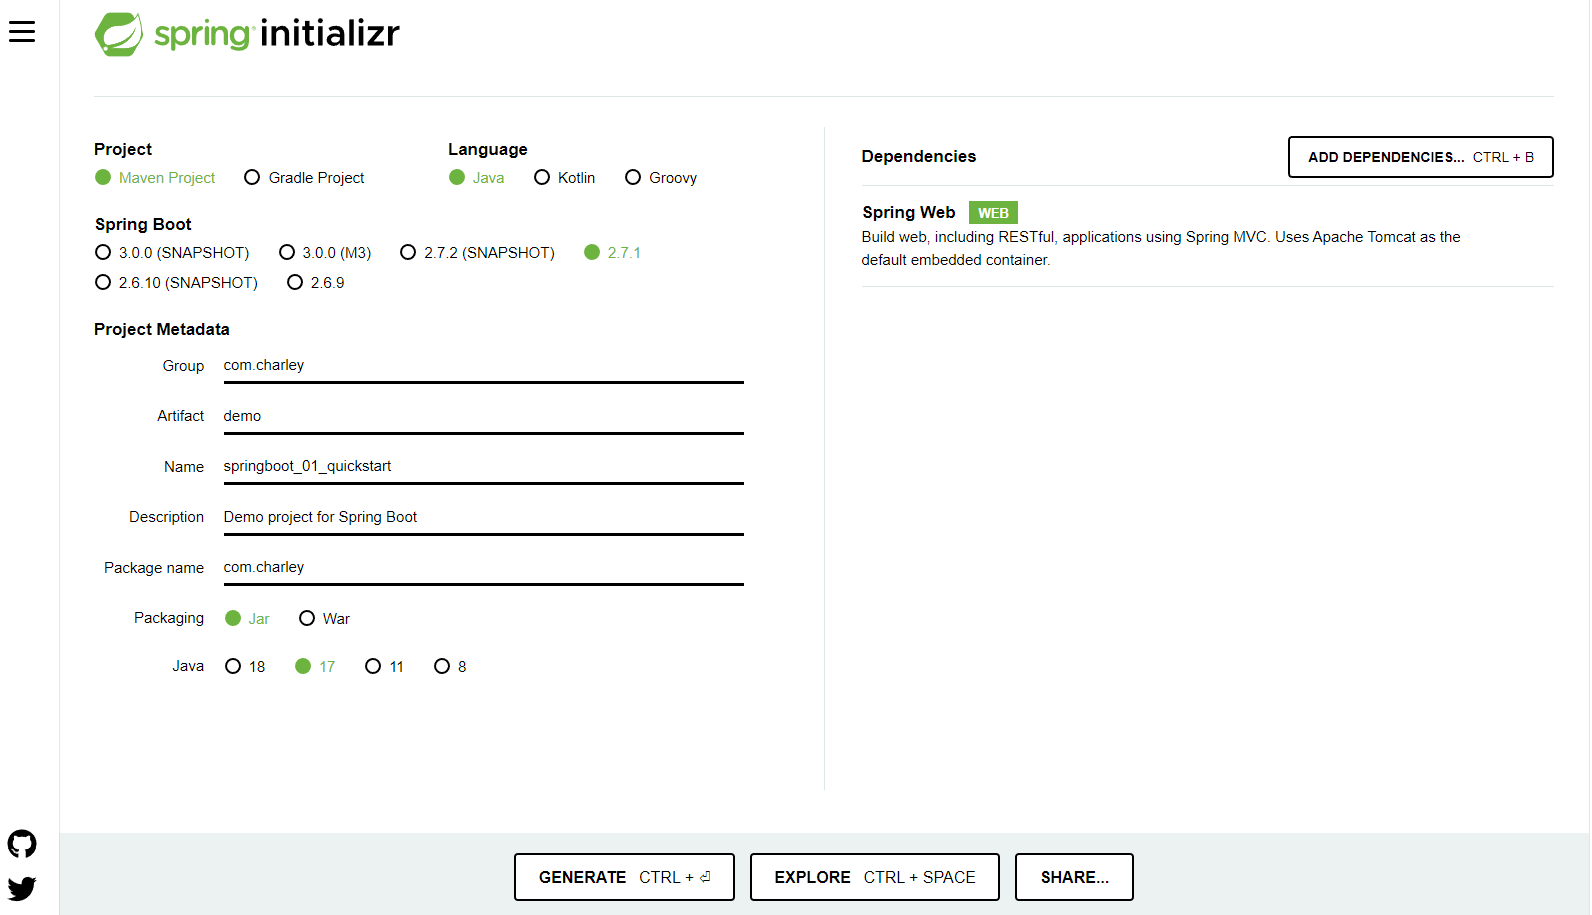 spring initializr
Project
Maven Project Gradle Project
Language
Java Kotlin Groovy
Spring Boot
3.0.0 (SNAPSHOT) 3.0.0 (M3) 2.7.2 (SNAPSHOT) 2.7.1
2.6.10 (SNAPSHOT) 2.6.9
Project Metadata
Group com.charley
Artifact demo
Name springboot_01_quickstart
Description Demo project for Spring Boot
Package name com.charley
Packaging Jar War
Java 18 17 11 8
Dependencies
ADD DEPENDENCIES... CTRL + B
Spring Web WEB
Build web, including RESTful, applications using Spring MVC. Uses Apache Tomcat as the
default embedded container.
GENERATE CTRL + ⏎
EXPLORE CTRL + SPACE
SHARE...